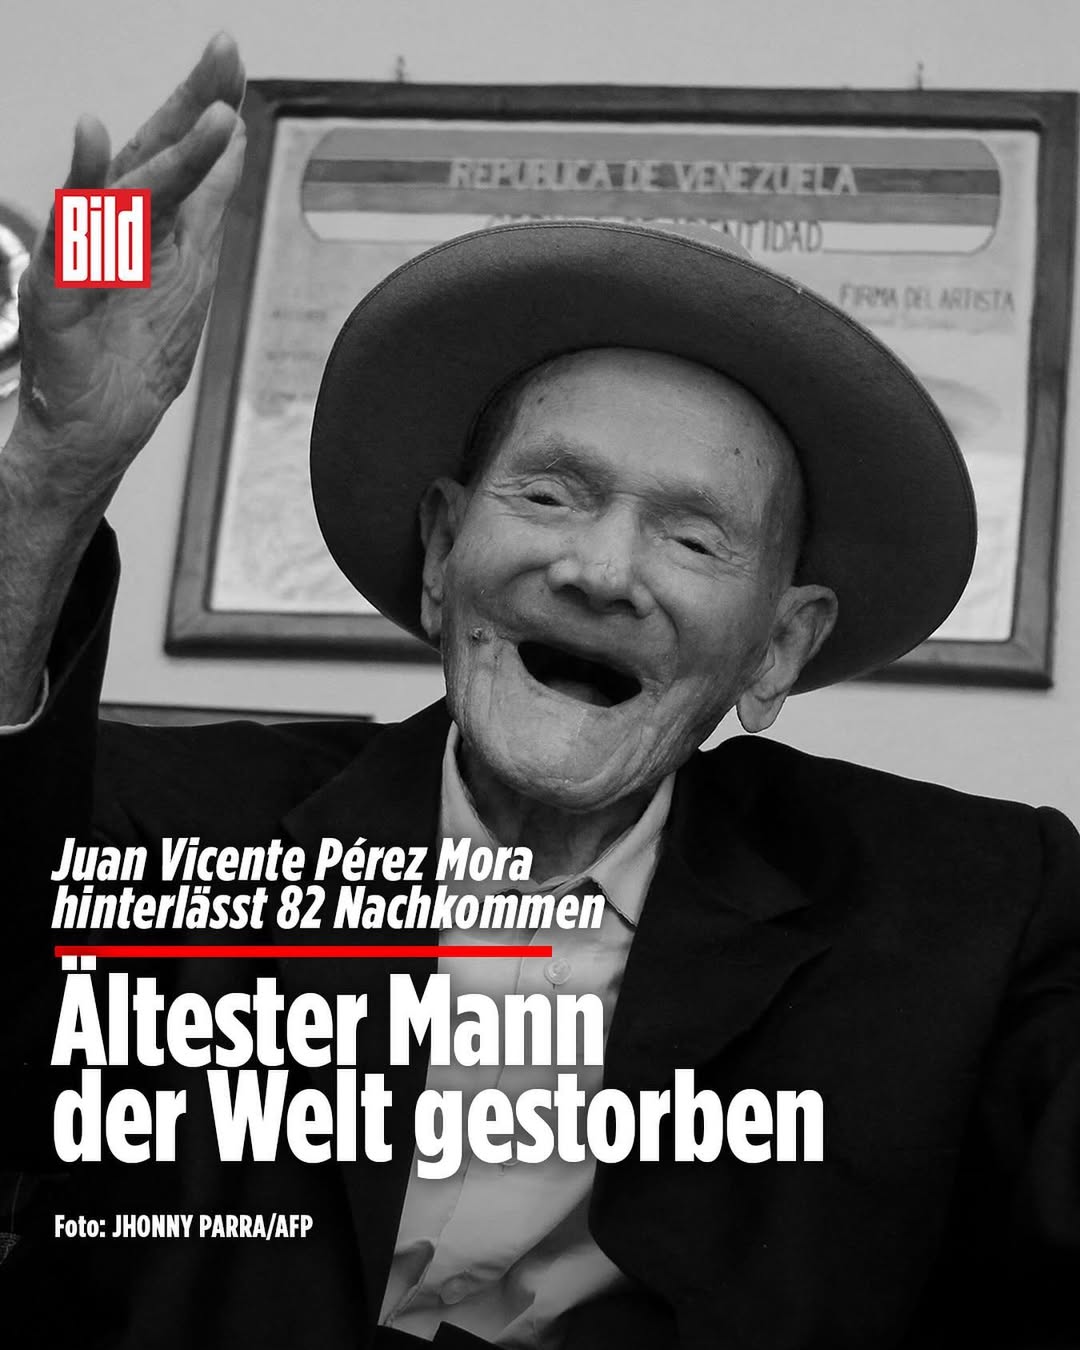 REPUBLICA DE VENEZUELA
IDENTIDAD
FIRMA DEL ARTISTA
Bild
Juan Vicente Pérez Mora
hinterlässt 82 Nachkommen
Ältester Mann
der Welt gestorben
Foto: JHONNY PARRA/AFP